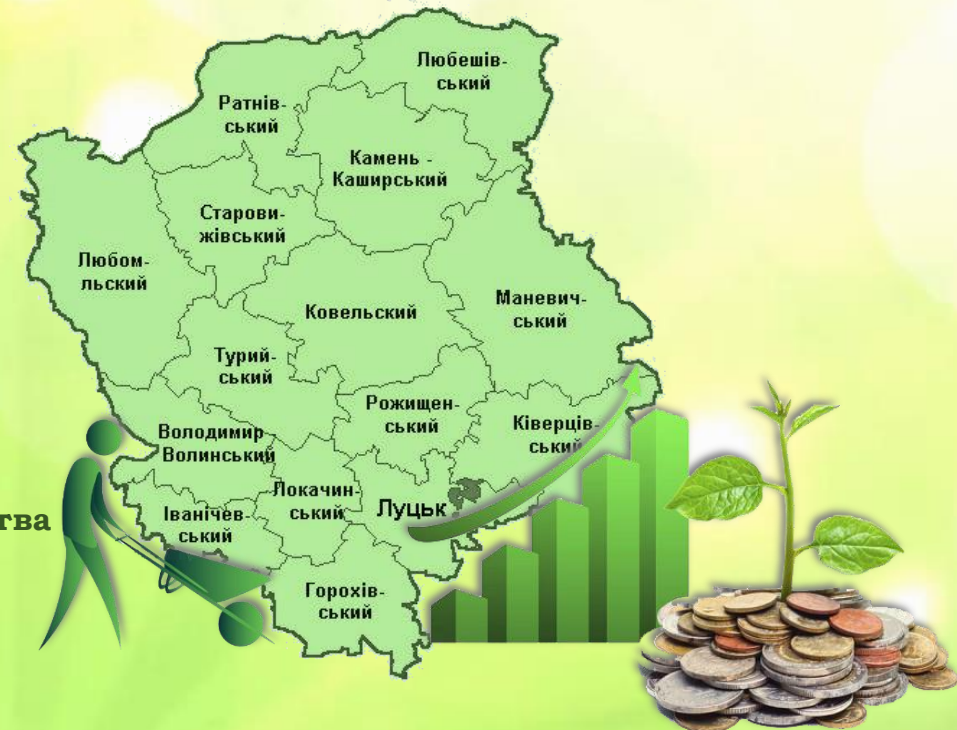 Любешів-
ський
Ратнів-
ський
Камень -
Каширський
Старови-
жівський
Любом-
льский
Ковельский
Маневич-
ський
Турий-
ський
Рожищен-
ський
Ківерців-
ський
Володимир
Волинський
Локачин-
ський
Луцьк
Іванічев-
ський
тва
Горохів-
ський